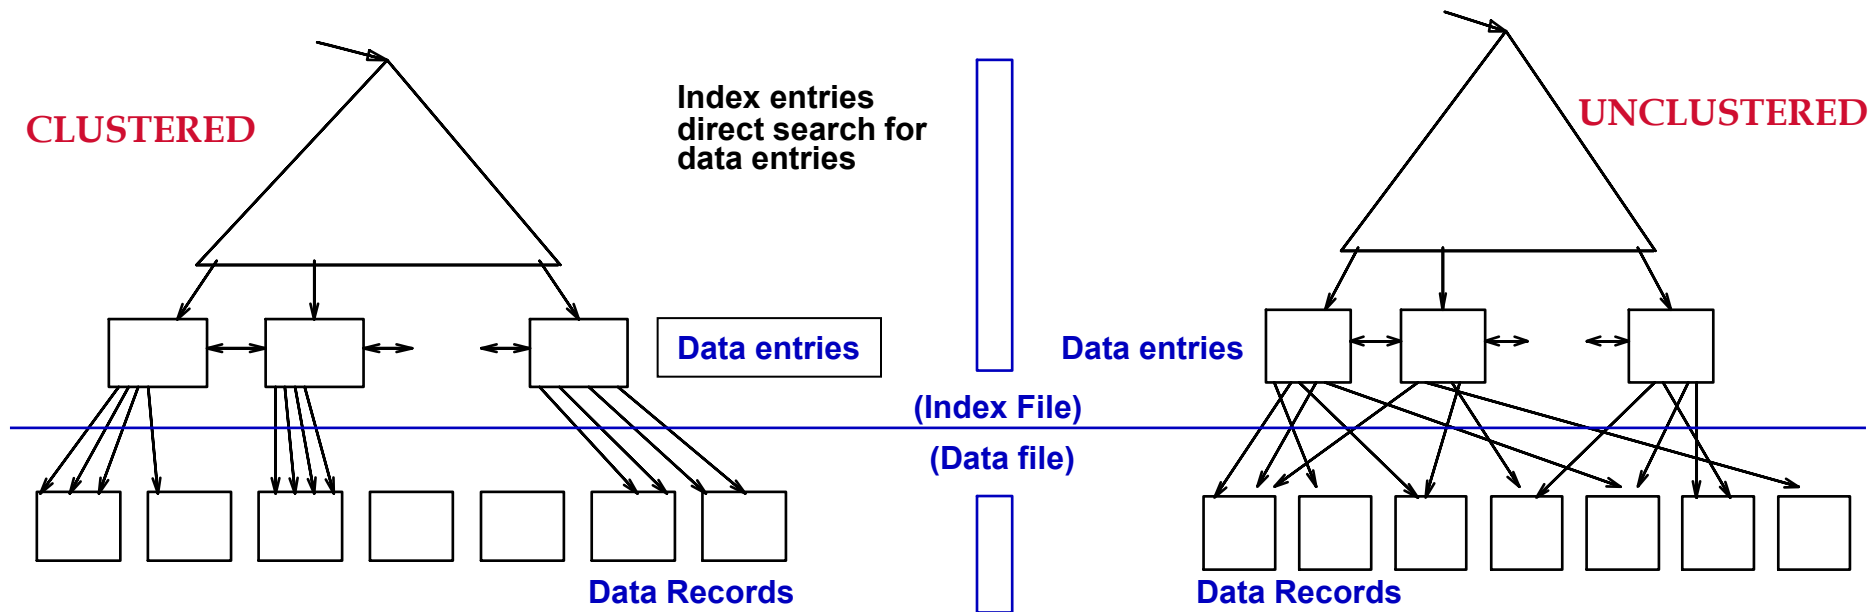 CLUSTERED
Index entries
direct search for
data entries
UNCLUSTERED
Data entries
Data entries
(Index File)
(Data file)
Data Records
Data Records